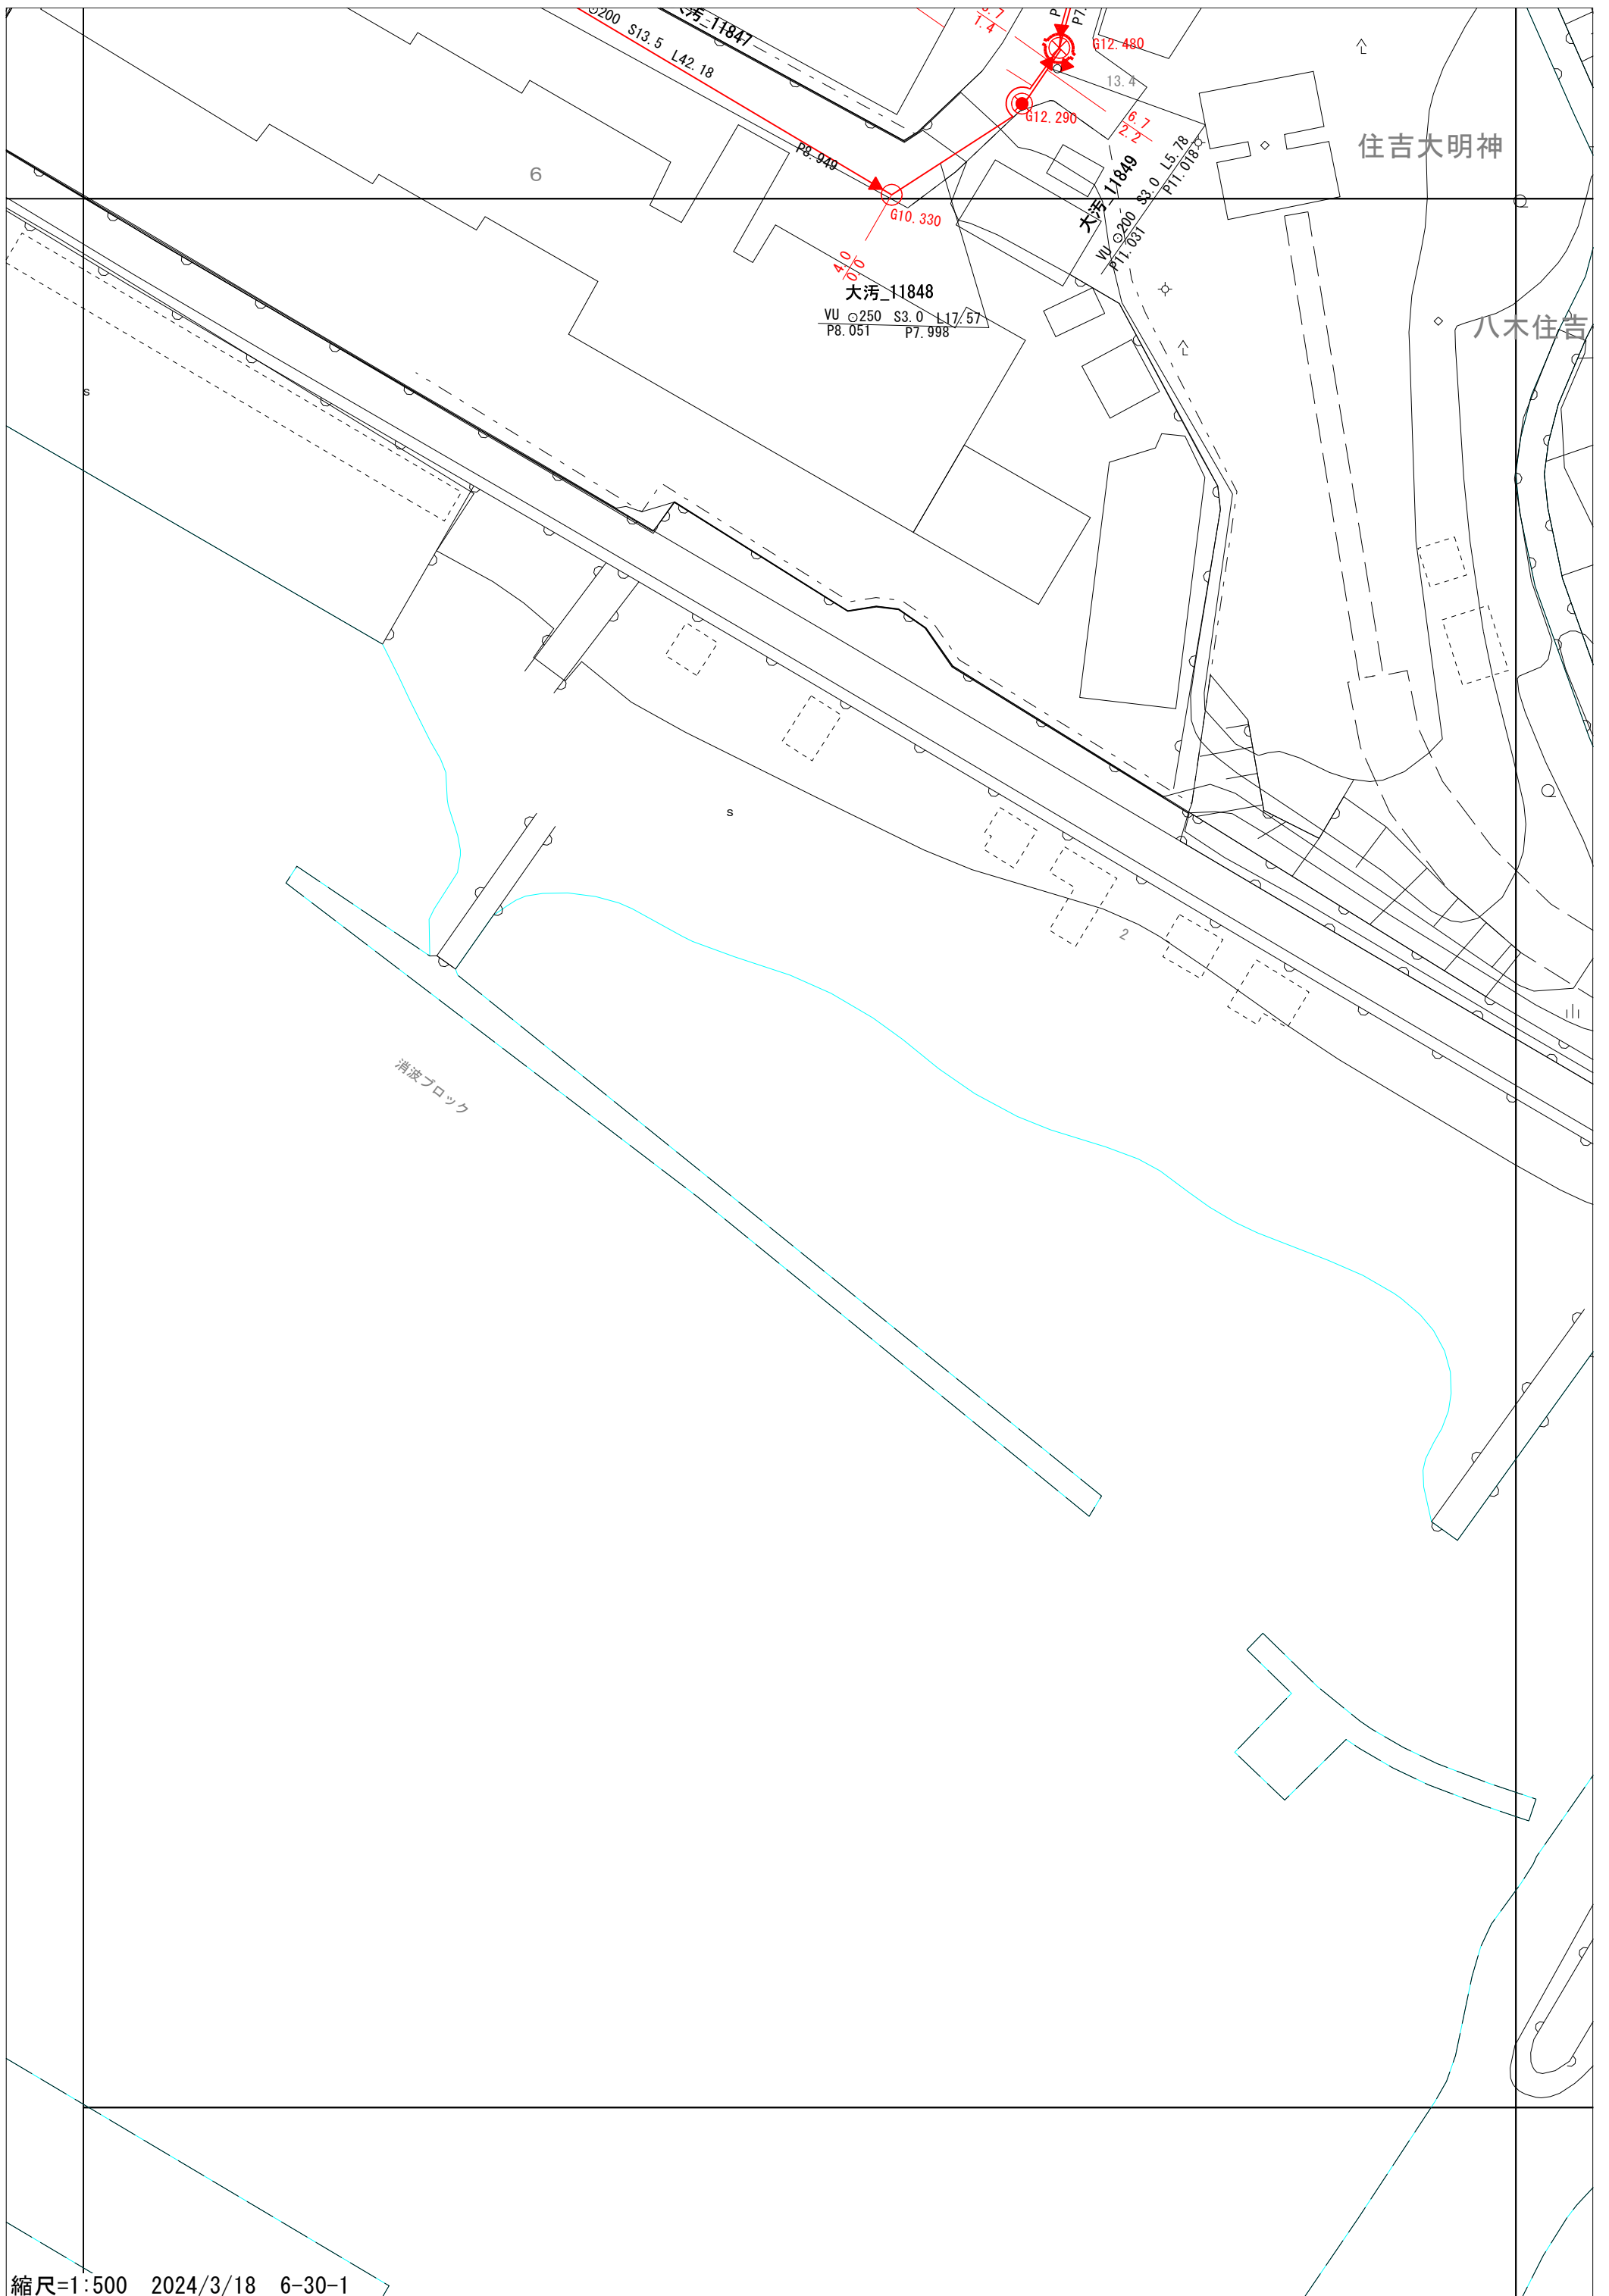 大汚_11847
⊙200 S13.5 L42.18
1.4
G12.480
13.4
G12.290
6.7
2.2
住吉大明神
P8.949
6
大汚_11849
VU ⊙200 S3.0 L5.78
P11.031 P11.018
G10.330
4.0
0.0
大汚_11848
VU ⊙250 S3.0 L17.57
P8.051 P7.998
八木住吉
s
s
2
消波ブロック
縮尺=1:500 2024/3/18 6-30-1